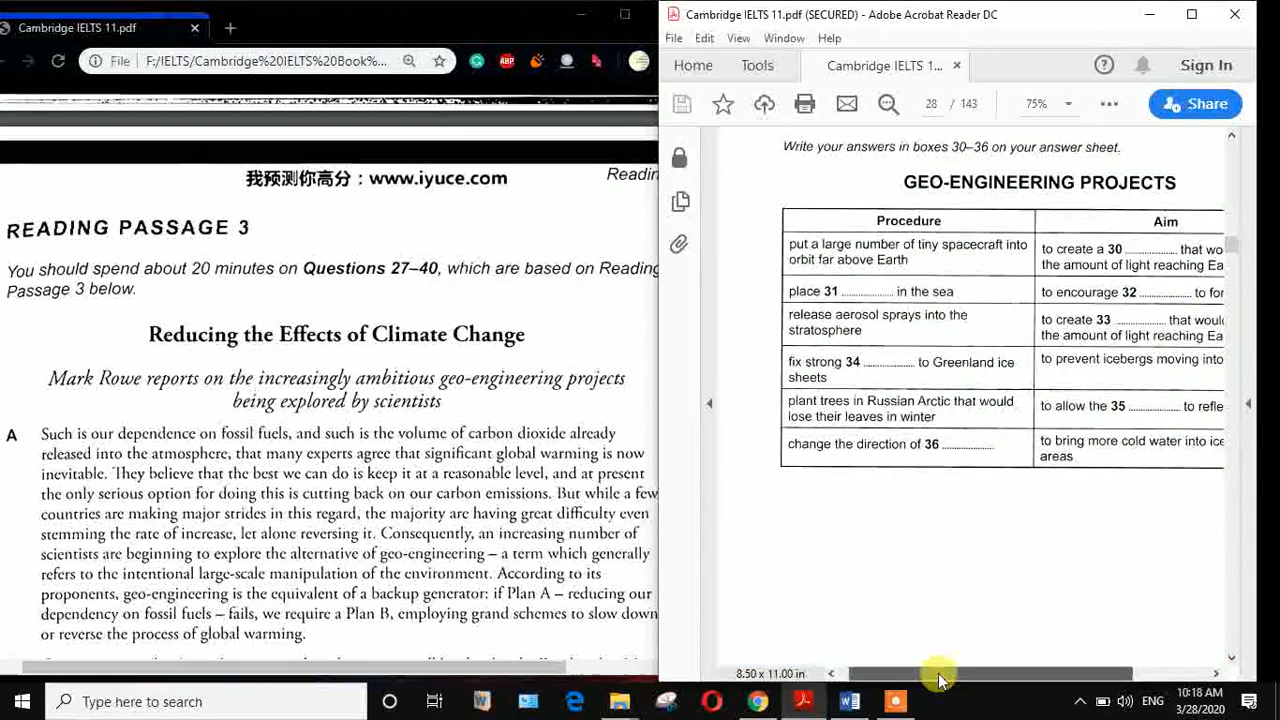 Cambridge IELTS 11.pdf
File
F:/IELTS/Cambridge%20IELTS%20Book%...
ABP
我预测你高分：www.iyuce.com
READING PASSAGE 3
You should spend about 20 minutes on Questions 27–40, which are based on Reading
Passage 3 below.
Reducing the Effects of Climate Change
Mark Rowe reports on the increasingly ambitious geo-engineering projects
being explored by scientists
A
Such is our dependence on fossil fuels, and such is the volume of carbon dioxide already
released into the atmosphere, that many experts agree that significant global warming is now
inevitable. They believe that the best we can do is keep it at a reasonable level, and at present
the only serious option for doing this is cutting back on our carbon emissions. But while a few
countries are making major strides in this regard, the majority are having great difficulty even
stemming the rate of increase, let alone reversing it. Consequently, an increasing number of
scientists are beginning to explore the alternative of geo-engineering – a term which generally
refers to the intentional large-scale manipulation of the environment. According to its
proponents, geo-engineering is the equivalent of a backup generator: if Plan A – reducing our
dependency on fossil fuels – fails, we require a Plan B, employing grand schemes to slow down
or reverse the process of global warming.
Cambridge IELTS 11.pdf (SECURED) - Adobe Acrobat Reader DC
File Edit View Window Help
Home Tools Cambridge IELTS 1... Sign In
28 / 143 75% Share
Write your answers in boxes 30–36 on your answer sheet.
GEO-ENGINEERING PROJECTS
Procedure
Aim
put a large number of tiny spacecraft into
orbit far above Earth
to create a 30 ................ that wo
the amount of light reaching Ea
place 31 ................ in the sea
to encourage 32 ................ to for
release aerosol sprays into the
stratosphere
to create 33 ................ that woul
the amount of light reaching Ea
fix strong 34 ................ to Greenland ice
sheets
to prevent icebergs moving into
plant trees in Russian Arctic that would
lose their leaves in winter
to allow the 35 ................ to refle
change the direction of 36 ................
to bring more cold water into ice
areas
8.50 x 11.00 in
Type here to search
ENG
10:18 AM
3/28/2020